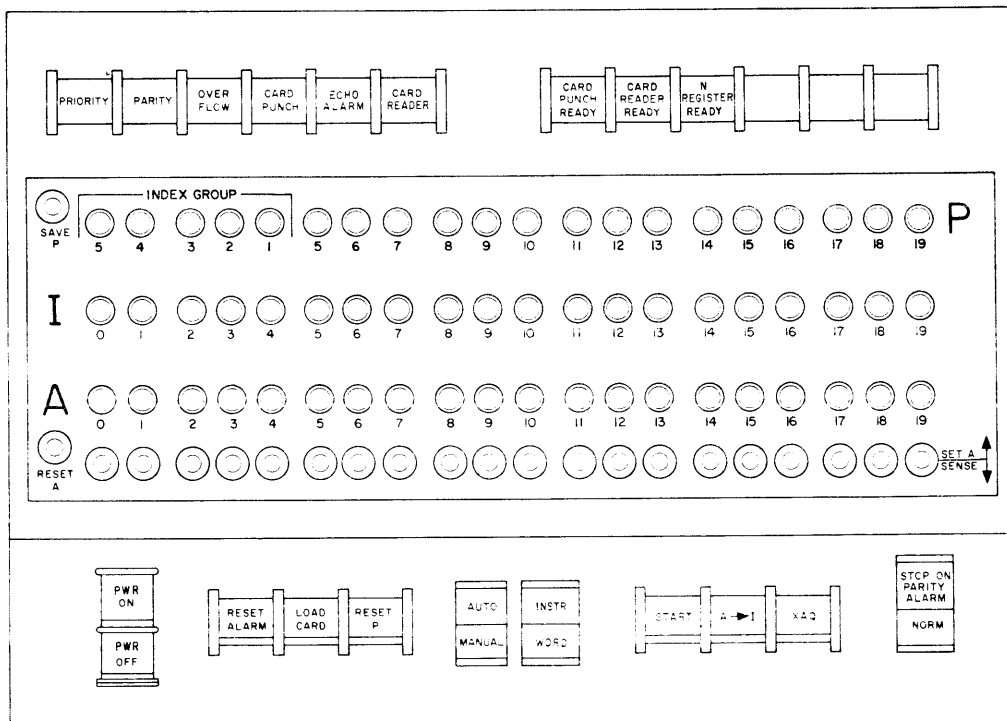 PRIORITY
PARITY
OVER
FLOW
CARD
PUNCH
ECHO
ALARM
CARD
READER
CARD
PUNCH
READY
CARD
READER
READY
N
REGISTER
READY
SAVE
P
INDEX GROUP
5 4 3 2 1 5 6 7 8 9 10 11 12 13 14 15 16 17 18 19
P
I
0 1 2 3 4 5 6 7 8 9 10 11 12 13 14 15 16 17 18 19
A
0 1 2 3 4 5 6 7 8 9 10 11 12 13 14 15 16 17 18 19
RESET
A
SET A
SENSE
PWR
ON
PWR
OFF
RESET
ALARM
LOAD
CARD
RESET
P
AUTO
MANUAL
INSTR
WORD
START
A→I
XAQ
STOP ON
PARITY
ALARM
NORM